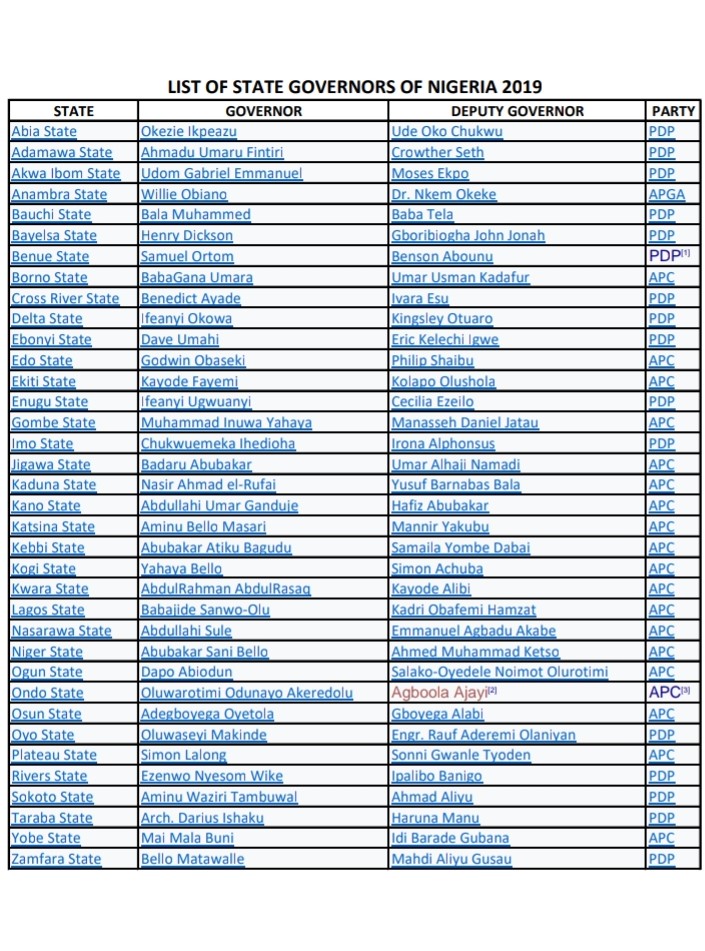 LIST OF STATE GOVERNORS OF NIGERIA 2019
STATE GOVERNOR DEPUTY GOVERNOR PARTY
Abia State Okezie Ikpeazu Ude Oko Chukwu PDP
Adamawa State Ahmadu Umaru Fintiri Crowther Seth PDP
Akwa Ibom State Udom Gabriel Emmanuel Moses Ekpo PDP
Anambra State Willie Obiano Dr. Nkem Okeke APGA
Bauchi State Bala Muhammed Baba Tela PDP
Bayelsa State Henry Dickson Gboribiogha John Jonah PDP
Benue State Samuel Ortom Benson Abounu PDP[1]
Borno State BabaGana Umara Umar Usman Kadafur APC
Cross River State Benedict Ayade Ivara Esu PDP
Delta State Ifeanyi Okowa Kingsley Otuaro PDP
Ebonyi State Dave Umahi Eric Kelechi Igwe PDP
Edo State Godwin Obaseki Philip Shaibu APC
Ekiti State Kayode Fayemi Kolapo Olushola APC
Enugu State Ifeanyi Ugwuanyi Cecilia Ezeilo PDP
Gombe State Muhammad Inuwa Yahaya Manasseh Daniel Jatau APC
Imo State Chukwuemeka Ihedioha Irona Alphonsus PDP
Jigawa State Badaru Abubakar Umar Alhaji Namadi APC
Kaduna State Nasir Ahmad el-Rufai Yusuf Barnabas Bala APC
Kano State Abdullahi Umar Ganduje Hafiz Abubakar APC
Katsina State Aminu Bello Masari Mannir Yakubu APC
Kebbi State Abubakar Atiku Bagudu Samaila Yombe Dabai APC
Kogi State Yahaya Bello Simon Achuba APC
Kwara State AbdulRahman AbdulRasaq Kayode Alibi APC
Lagos State Babajide Sanwo-Olu Kadri Obafemi Hamzat APC
Nasarawa State Abdullahi Sule Emmanuel Agbadu Akabe APC
Niger State Abubakar Sani Bello Ahmed Muhammad Ketso APC
Ogun State Dapo Abiodun Salako-Oyedele Noimot Olurotimi APC
Ondo State Oluwarotimi Odunayo Akeredolu Agboola Ajayi[2] APC[3]
Osun State Adegboyega Oyetola Gboyega Alabi APC
Oyo State Oluwaseyi Makinde Engr. Rauf Aderemi Olaniyan PDP
Plateau State Simon Lalong Sonni Gwanle Tyoden APC
Rivers State Ezenwo Nyesom Wike Ipalibo Banigo PDP
Sokoto State Aminu Waziri Tambuwal Ahmad Aliyu PDP
Taraba State Arch. Darius Ishaku Haruna Manu PDP
Yobe State Mai Mala Buni Idi Barade Gubana APC
Zamfara State Bello Matawalle Mahdi Aliyu Gusau PDP